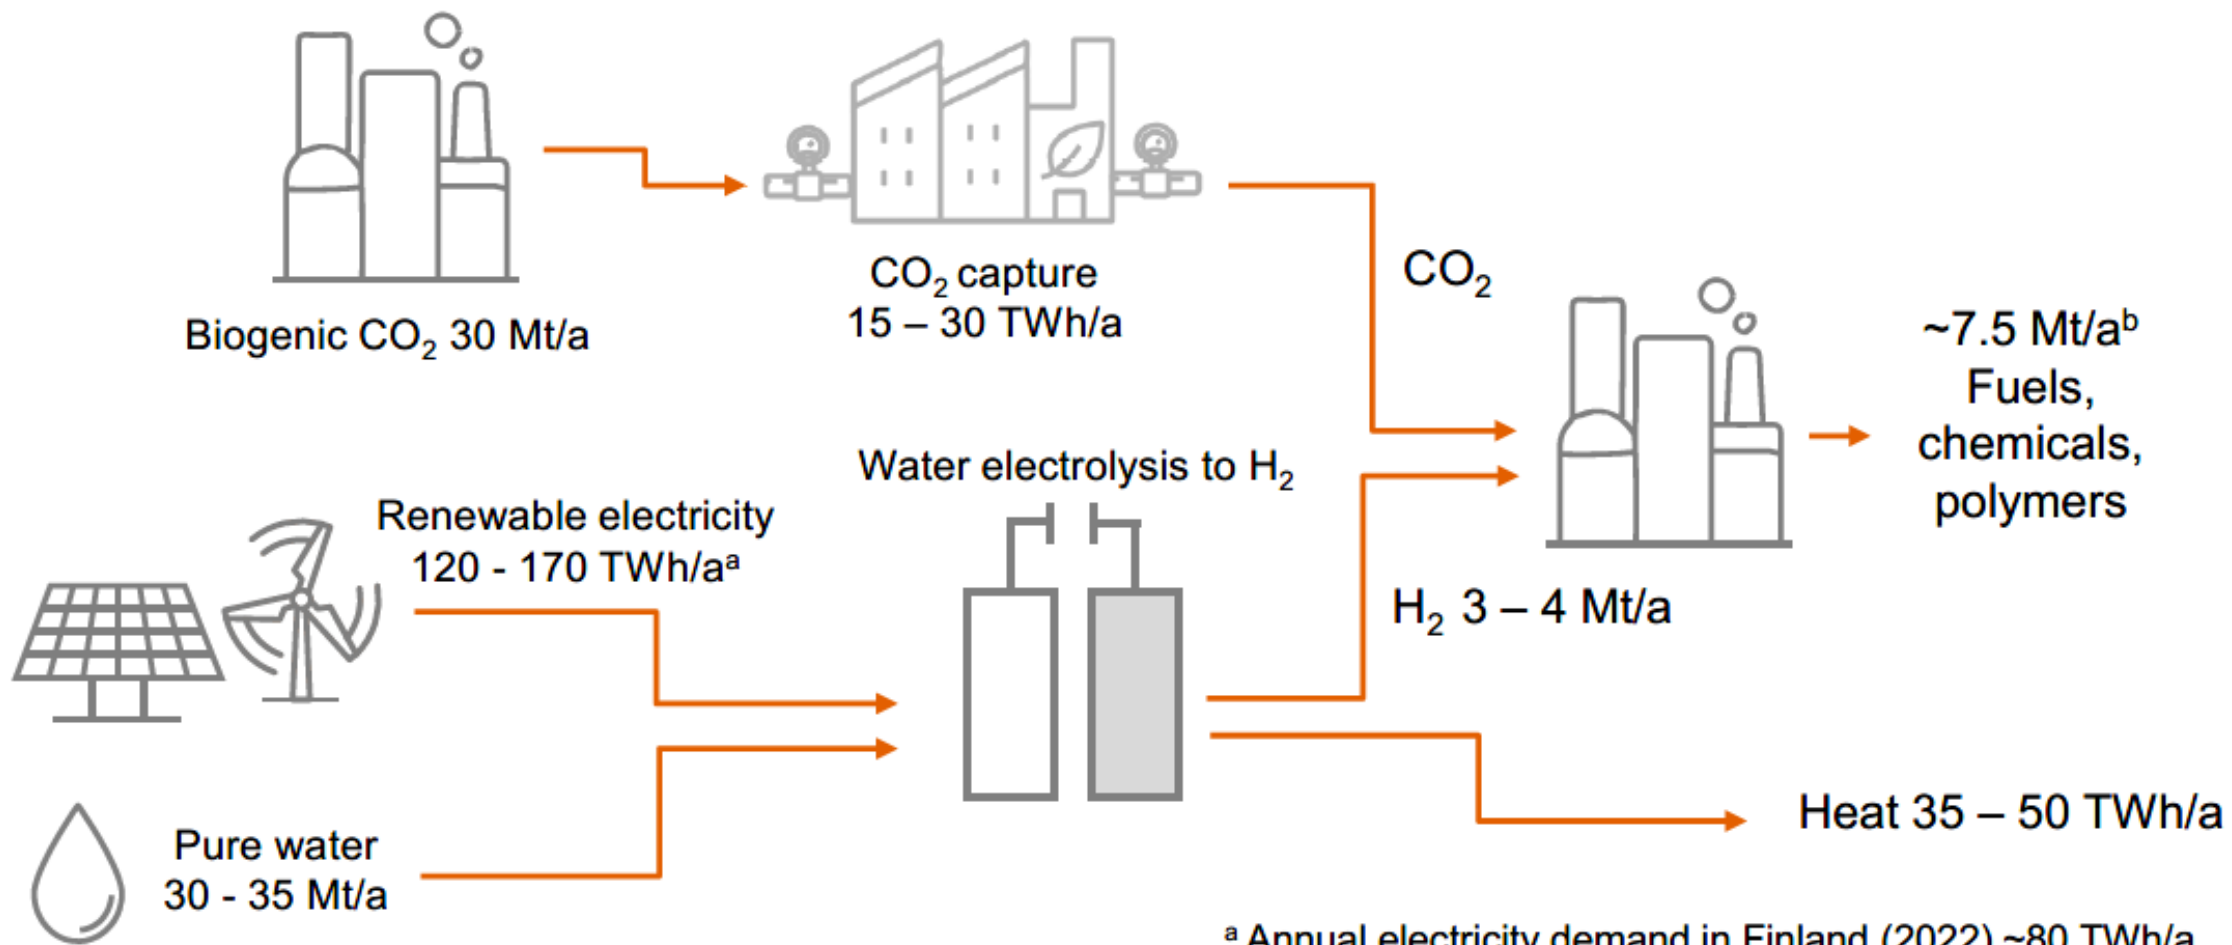 Biogenic CO₂ 30 Mt/a
CO₂ capture
15 – 30 TWh/a
CO₂
~7.5 Mt/aᵇ
Fuels,
chemicals,
polymers
Water electrolysis to H₂
Renewable electricity
120 - 170 TWh/aᵃ
H₂ 3 – 4 Mt/a
Pure water
30 - 35 Mt/a
Heat 35 – 50 TWh/a
ᵃ Annual electricity demand in Finland (2022) ~80 TWh/a